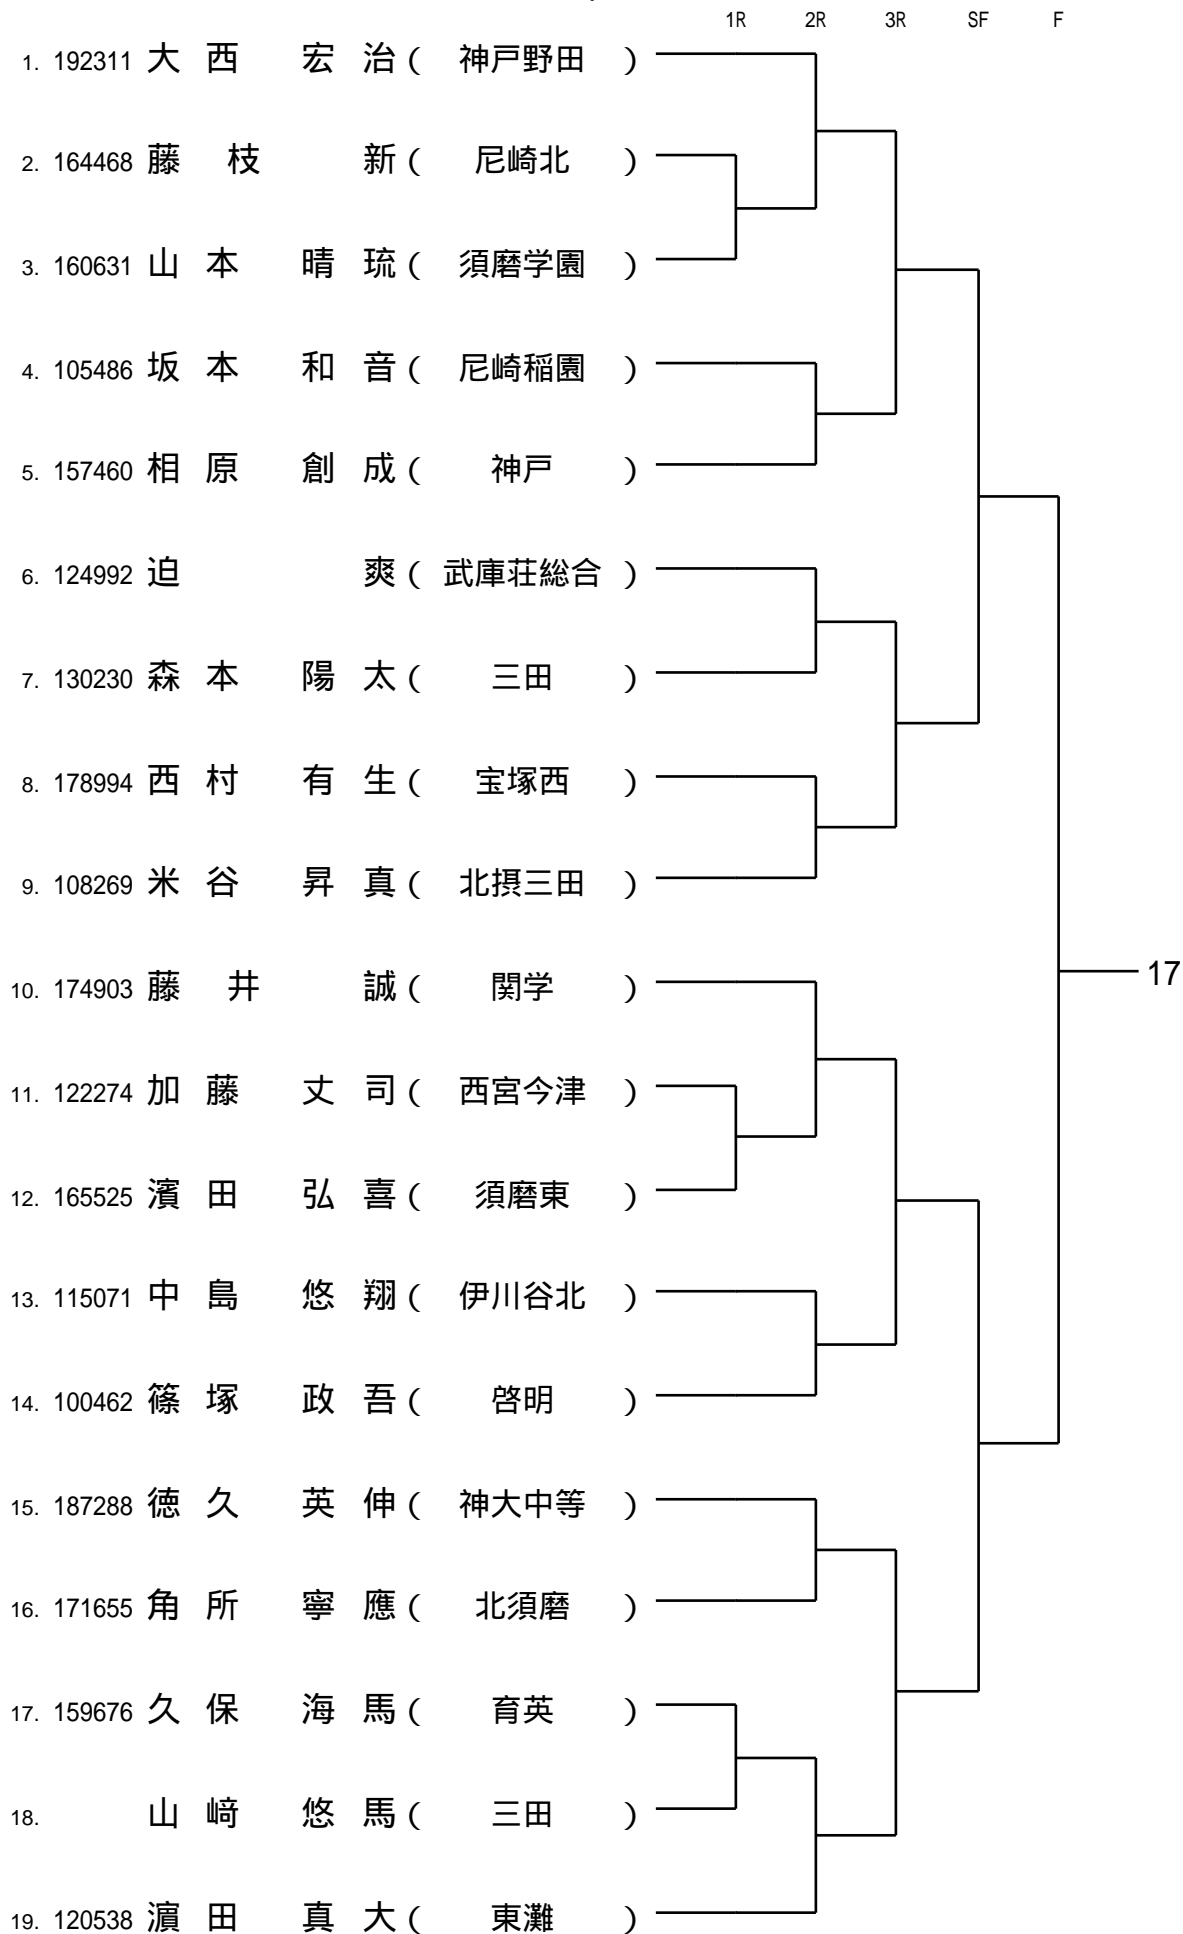 1R 2R 3R SF F
1. 192311 大西 宏治 ( 神戸野田 )
2. 164468 藤枝 新 ( 尼崎北 )
3. 160631 山本 晴琉 ( 須磨学園 )
4. 105486 坂本 和音 ( 尼崎稲園 )
5. 157460 相原 創成 ( 神戸 )
6. 124992 迫 爽 ( 武庫荘総合 )
7. 130230 森本 陽太 ( 三田 )
8. 178994 西村 有生 ( 宝塚西 )
9. 108269 米谷 昇真 ( 北摂三田 )
10. 174903 藤井 誠 ( 関学 )
17
11. 122274 加藤 丈司 ( 西宮今津 )
12. 165525 濱田 弘喜 ( 須磨東 )
13. 115071 中島 悠翔 ( 伊川谷北 )
14. 100462 篠塚 政吾 ( 啓明 )
15. 187288 徳久 英伸 ( 神大中等 )
16. 171655 角所 寧應 ( 北須磨 )
17. 159676 久保 海馬 ( 育英 )
18. 山﨑 悠馬 ( 三田 )
19. 120538 濵田 真大 ( 東灘 )